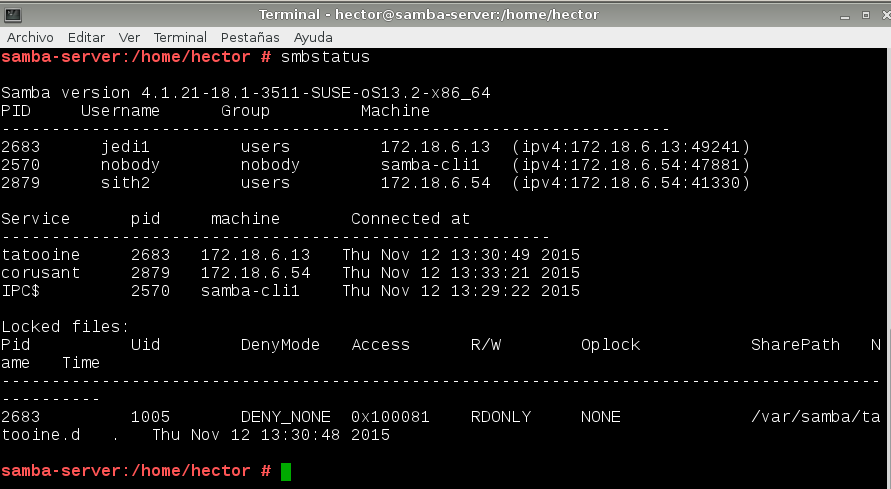 Terminal - hector@samba-server:/home/hector
Archivo Editar Ver Terminal Pestañas Ayuda
samba-server:/home/hector # smbstatus
Samba version 4.1.21-18.1-3511-SUSE-oS13.2-x86_64
PID     Username      Group              Machine
-------------------------------------------------------------------
2683      jedi1         users         172.18.6.13  (ipv4:172.18.6.13:49241)
2570      nobody        nobody        samba-cli1   (ipv4:172.18.6.54:47881)
2879      sith2         users         172.18.6.54  (ipv4:172.18.6.54:41330)
Service      pid     machine       Connected at
-------------------------------------------------------
tatooine     2683   172.18.6.13   Thu Nov 12 13:30:49 2015
corusant     2879   172.18.6.54   Thu Nov 12 13:33:21 2015
IPC$         2570   samba-cli1    Thu Nov 12 13:29:22 2015
Locked files:
Pid          Uid        DenyMode   Access      R/W        Oplock           SharePath   N
ame   Time
----------------------------------------------------------------------------------------
----------
2683         1005       DENY_NONE  0x100081    RDONLY     NONE             /var/samba/ta
tooine.d   .   Thu Nov 12 13:30:48 2015
samba-server:/home/hector #